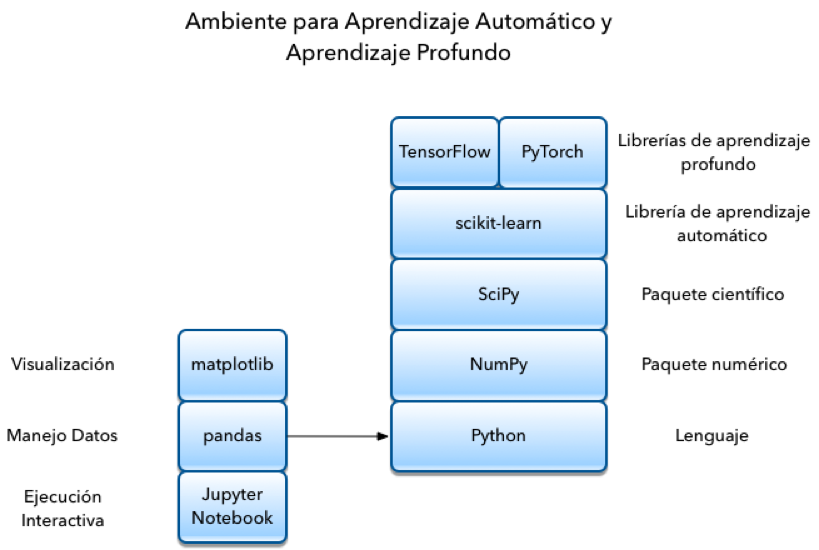 Ambiente para Aprendizaje Automático y
Aprendizaje Profundo
TensorFlow
PyTorch
Librerías de aprendizaje
profundo
scikit-learn
Librería de aprendizaje
automático
SciPy
Paquete científico
Visualización
matplotlib
NumPy
Paquete numérico
Manejo Datos
pandas
Python
Lenguaje
Ejecución
Interactiva
Jupyter
Notebook